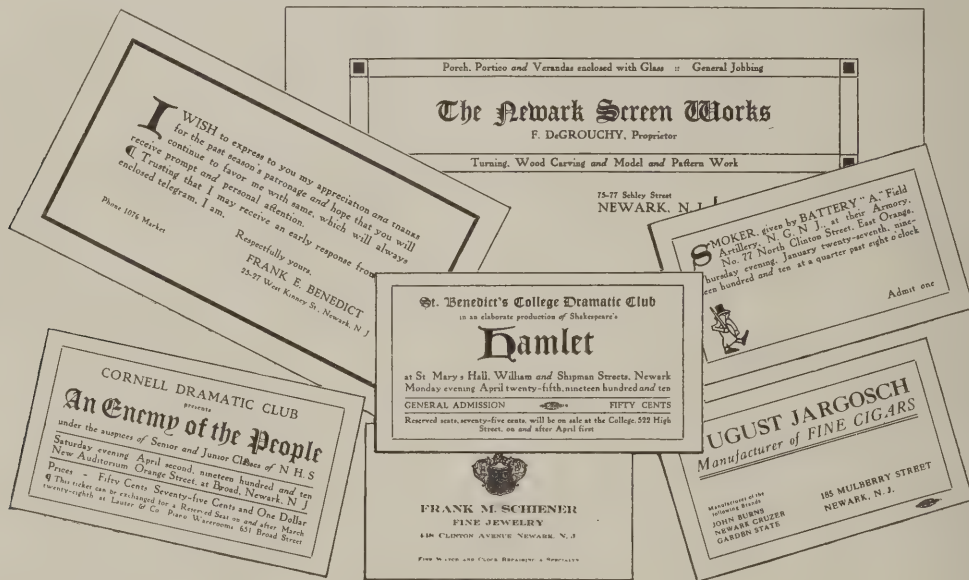 Porch, Portico and Verandas enclosed with Glass :: General Jobbing
The Newark Screen Works
F. DeGROUCHY, Proprietor
Turning, Wood Carving and Model and Pattern Work
75-77 Sehley Street
NEWARK, N. J.
I WISH to express to you my appreciation and thanks
for the past season's patronage and hope that you will
continue to favor me with same, which will always
receive prompt and personal attention.
¶ Trusting that I may receive an early response from
enclosed telegram, I am,
Respectfully yours,
FRANK E. BENEDICT
Phone 1076 Market
25-27 West Kinney St., Newark, N J
SMOKER, given by BATTERY "A," Field
Artillery, N. G. N. J., at their Armory,
No. 77 North Clinton Street, East Orange,
Thursday evening, January twenty-seventh, nine-
teen hundred and ten at a quarter past eight o'clock
Admit one
St. Benedict's College Dramatic Club
in an elaborate production of Shakespeare's
Hamlet
at St Mary s Hall, William and Shipman Streets, Newark
Monday evening April twenty-fifth, nineteen hundred and ten
GENERAL ADMISSION FIFTY CENTS
Reserved seats, seventy-five cents, will be on sale at the College, 522 High
Street, on and after April first
CORNELL DRAMATIC CLUB
presents
An Enemy of the People
under the auspices of Senior and Junior Classes of N H S
Saturday evening April second, nineteen hundred and ten
New Auditorium Orange Street, at Broad, Newark, N J
Prices - Fifty Cents Seventy-five Cents and One Dollar
¶ This ticket can be exchanged for a Reserved Seat on and after March
twenty-eighth at Lauter & Co Piano Warerooms 651 Broad Street
FRANK M. SCHIENER
FINE JEWELRY
CLINTON AVENUE NEWARK, N. J
FINE WATCH AND CLOCK REPAIRING A SPECIALTY
UGUST JARGOSCH
Manufacturer of FINE CIGARS
Manufacturer of the
following Brands
JOHN BURNS
NEWARK CRUZER
GARDEN STATE
185 MULBERRY STREET
NEWARK, N. J.